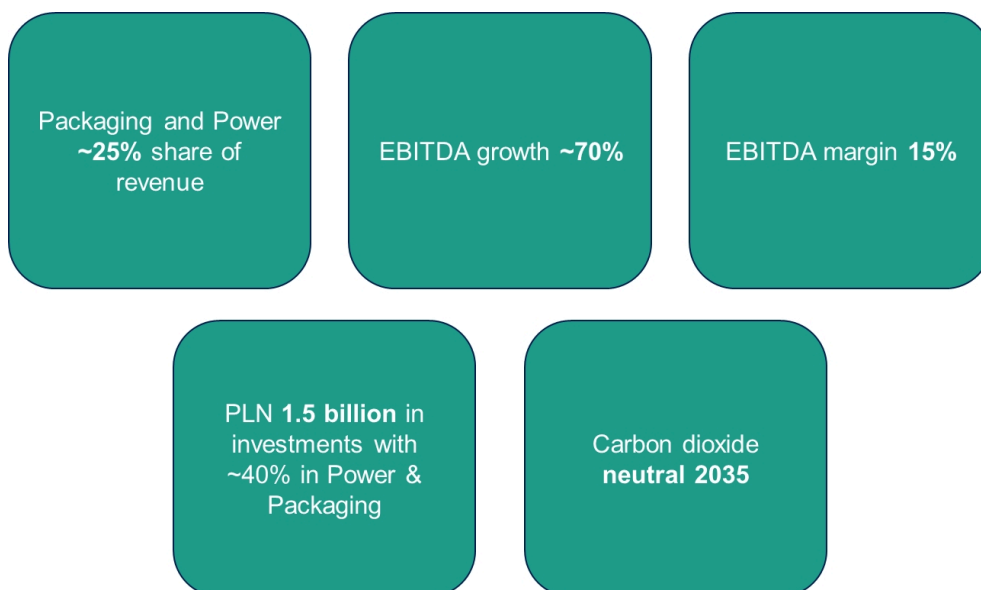 Packaging and Power
~25% share of
revenue
EBITDA growth ~70%
EBITDA margin 15%
PLN 1.5 billion in
investments with
~40% in Power &
Packaging
Carbon dioxide
neutral 2035